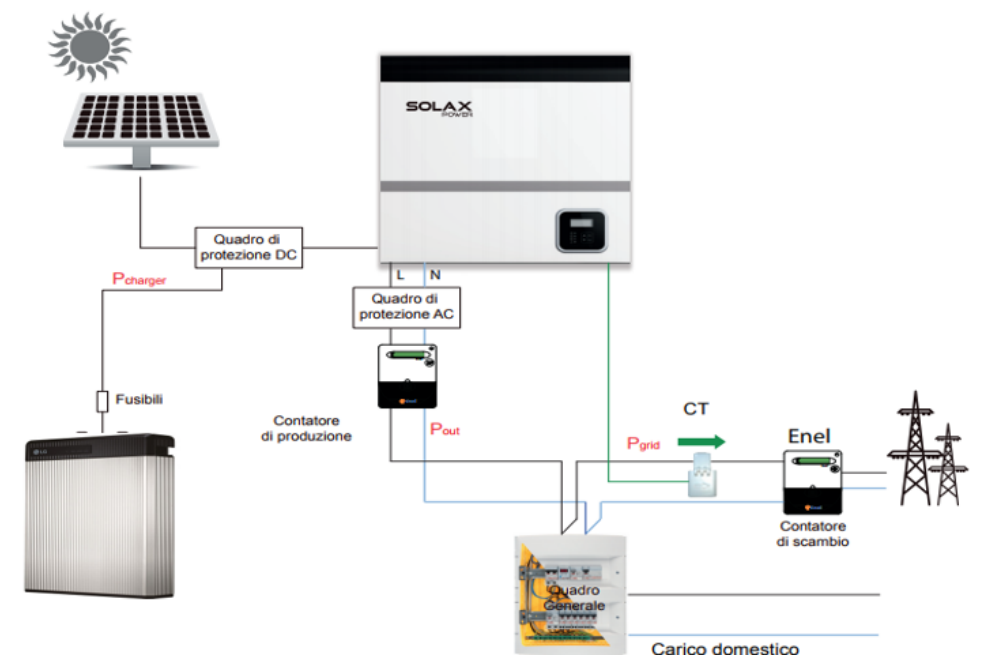 SOLAX
POWER
Quadro di
protezione DC
Pcharger
L N
Quadro di
protezione AC
Fusibili
LG
Contatore
di produzione
Pout
CT
Pgrid
Enel
Contatore
di scambio
Quadro
Generale
Carico domestico